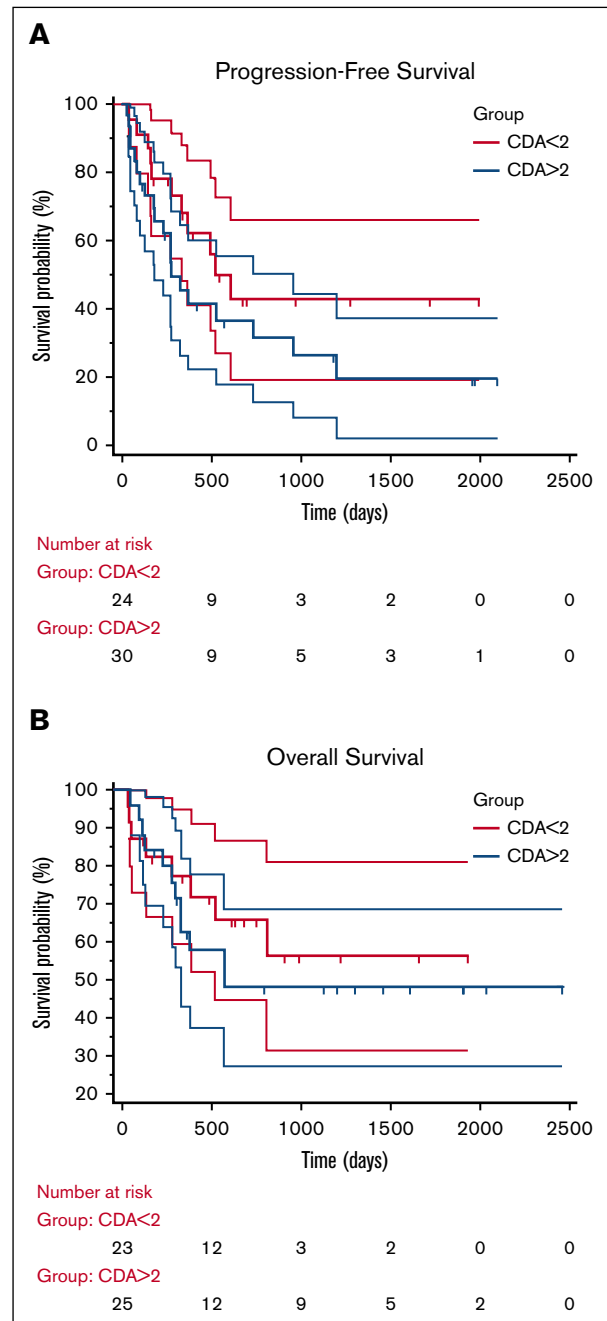 A
Progression-Free Survival
Group
CDA<2
CDA>2
Survival probability (%)
100
80
60
40
20
0
0 500 1000 1500 2000 2500
Time (days)
Number at risk
Group: CDA<2
24 9 3 2 0 0
Group: CDA>2
30 9 5 3 1 0
B
Overall Survival
Group
CDA<2
CDA>2
Survival probability (%)
100
90
80
70
60
50
40
30
20
0 500 1000 1500 2000 2500
Time (days)
Number at risk
Group: CDA<2
23 12 3 2 0 0
Group: CDA>2
25 12 9 5 2 0